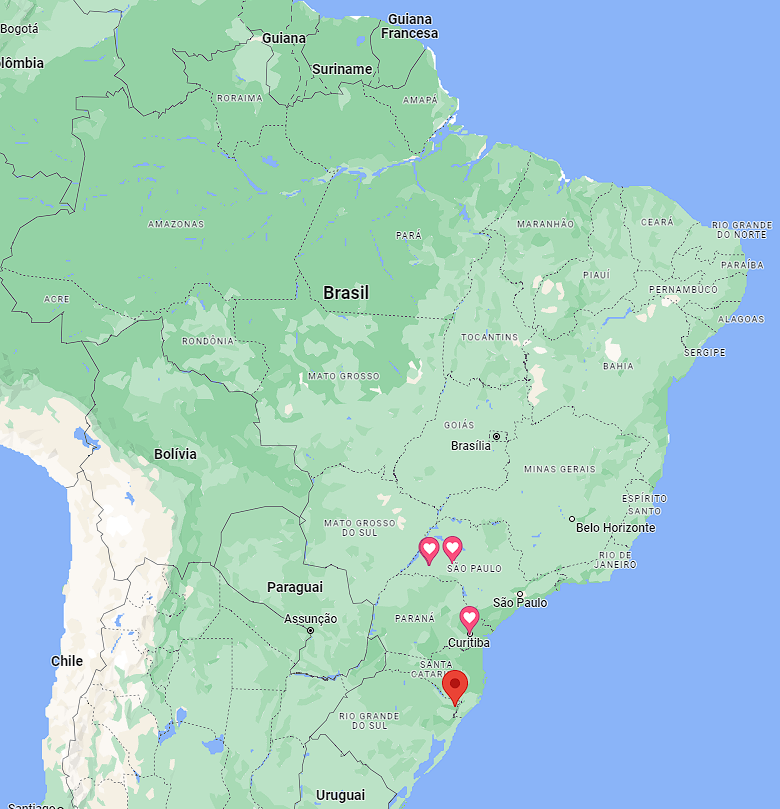 Bogotá
lômbia
Guiana
Guiana
Francesa
Suriname
RORAIMA
AMAPÁ
AMAZONAS
PARÁ
MARANHÃO
CEARÁ
RIO GRANDE
DO NORTE
PARAÍBA
PIAUÍ
PERNAMBUCO
ACRE
Brasil
ALAGOAS
RONDÔNIA
TOCANTINS
SERGIPE
BAHIA
MATO GROSSO
GOIÁS
Brasília
Bolívia
MINAS GERAIS
ESPÍRITO
SANTO
MATO GROSSO
DO SUL
Belo Horizonte
RIO DE
JANEIRO
SÃO PAULO
Paraguai
São Paulo
Assunção
PARANÁ
Curitiba
Chile
SANTA
CATARI
RIO GRANDE
DO SUL
Uruguai
Santiago